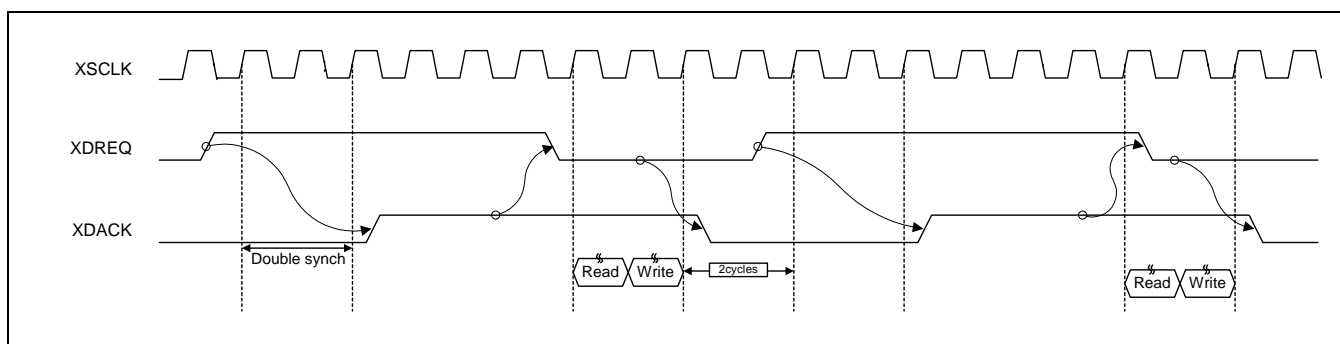 XSCLK
XDREQ
XDACK
Double synch
Read Write
2cycles
Read Write